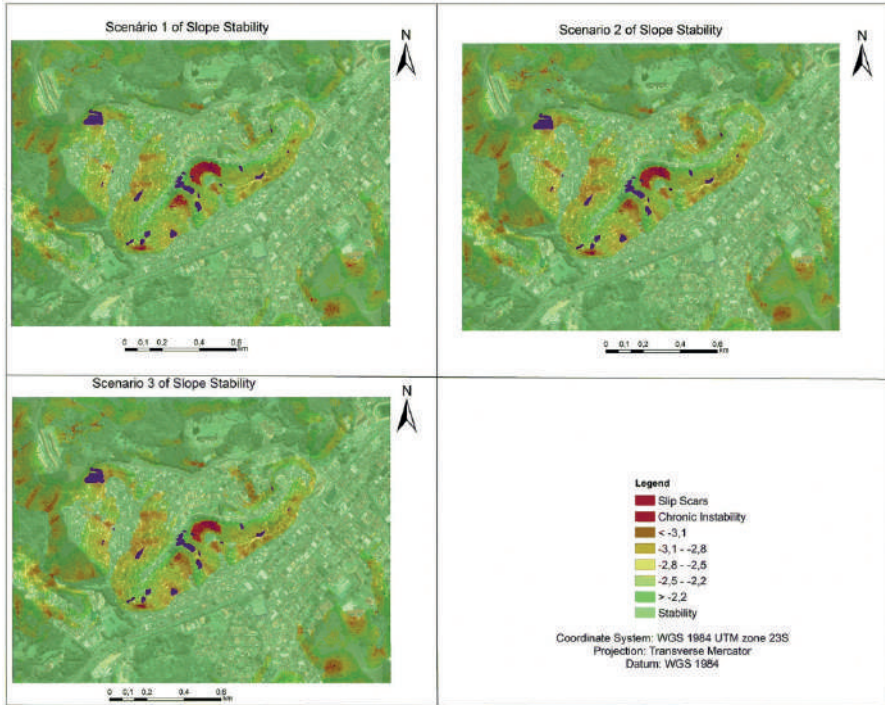 Scenário 1 of Slope Stability
N
0 0,1 0,2 0,4 0,6
km
Scenario 2 of Slope Stability
N
0 0,1 0,2 0,4 0,6
km
Scenario 3 of Slope Stability
N
0 0,1 0,2 0,4 0,6
km
Legend
Slip Scars
Chronic Instability
< -3,1
-3,1 - -2,8
-2,8 - -2,5
-2,5 - -2,2
> -2,2
Stability
Coordinate System: WGS 1984 UTM zone 23S
Projection: Transverse Mercator
Datum: WGS 1984